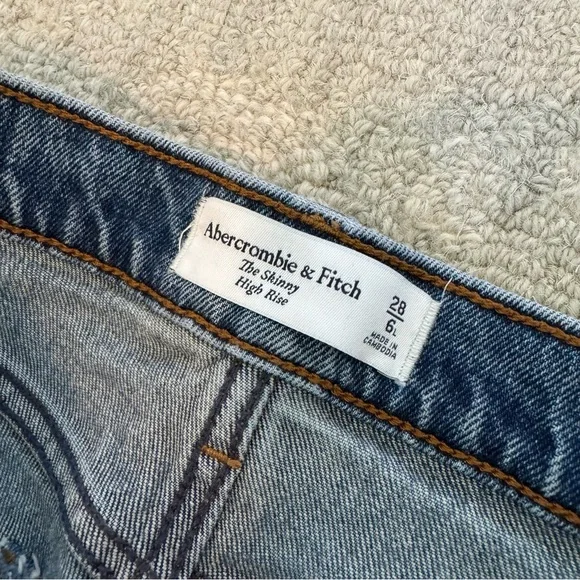 Abercrombie & Fitch
The Skinny
High Rise
28
6L
MADE IN
CAMBODIA